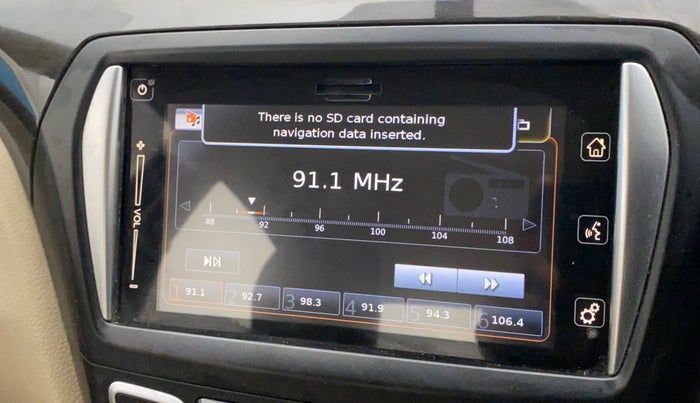 There is no SD card containing
navigation data inserted.
91.1 MHz
88 92 96 100 104 108
VOL
1 91.1 2 92.7 3 98.3 4 91.9 5 94.3 6 106.4